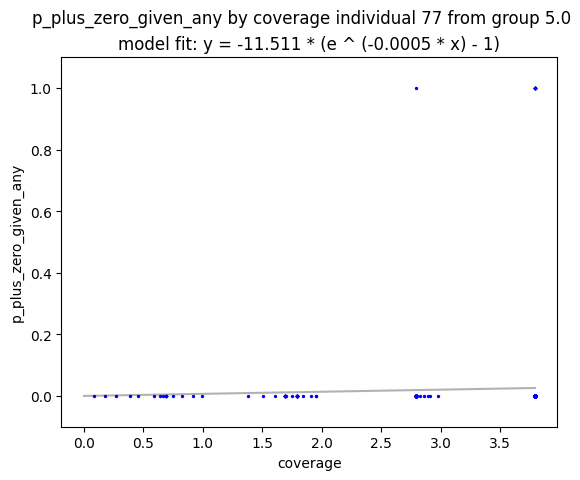 p_plus_zero_given_any by coverage individual 77 from group 5.0
model fit: y = -11.511 * (e ^ (-0.0005 * x) - 1)
1.0
0.8
0.6
0.4
0.2
0.0
p_plus_zero_given_any
0.0 0.5 1.0 1.5 2.0 2.5 3.0 3.5
coverage